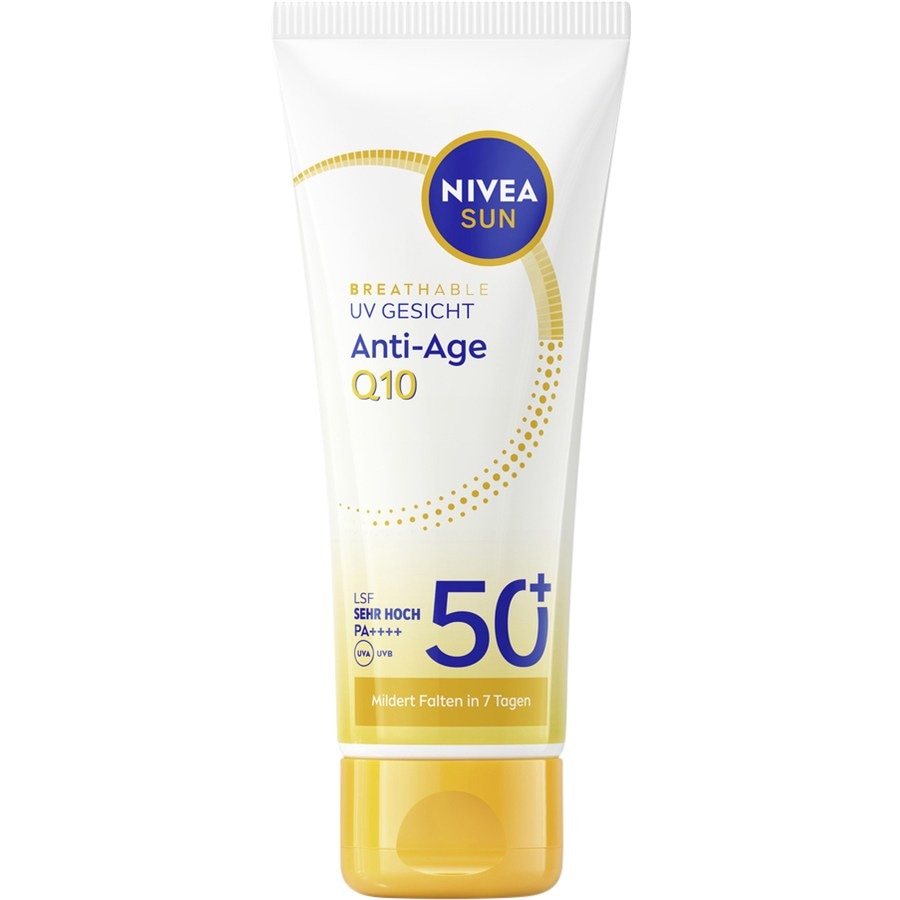 NIVEA
SUN
BREATHABLE
UV GESICHT
Anti-Age
Q10
LSF
SEHR HOCH
PA++++
UVA UVB
50+
Mildert Falten in 7 Tagen